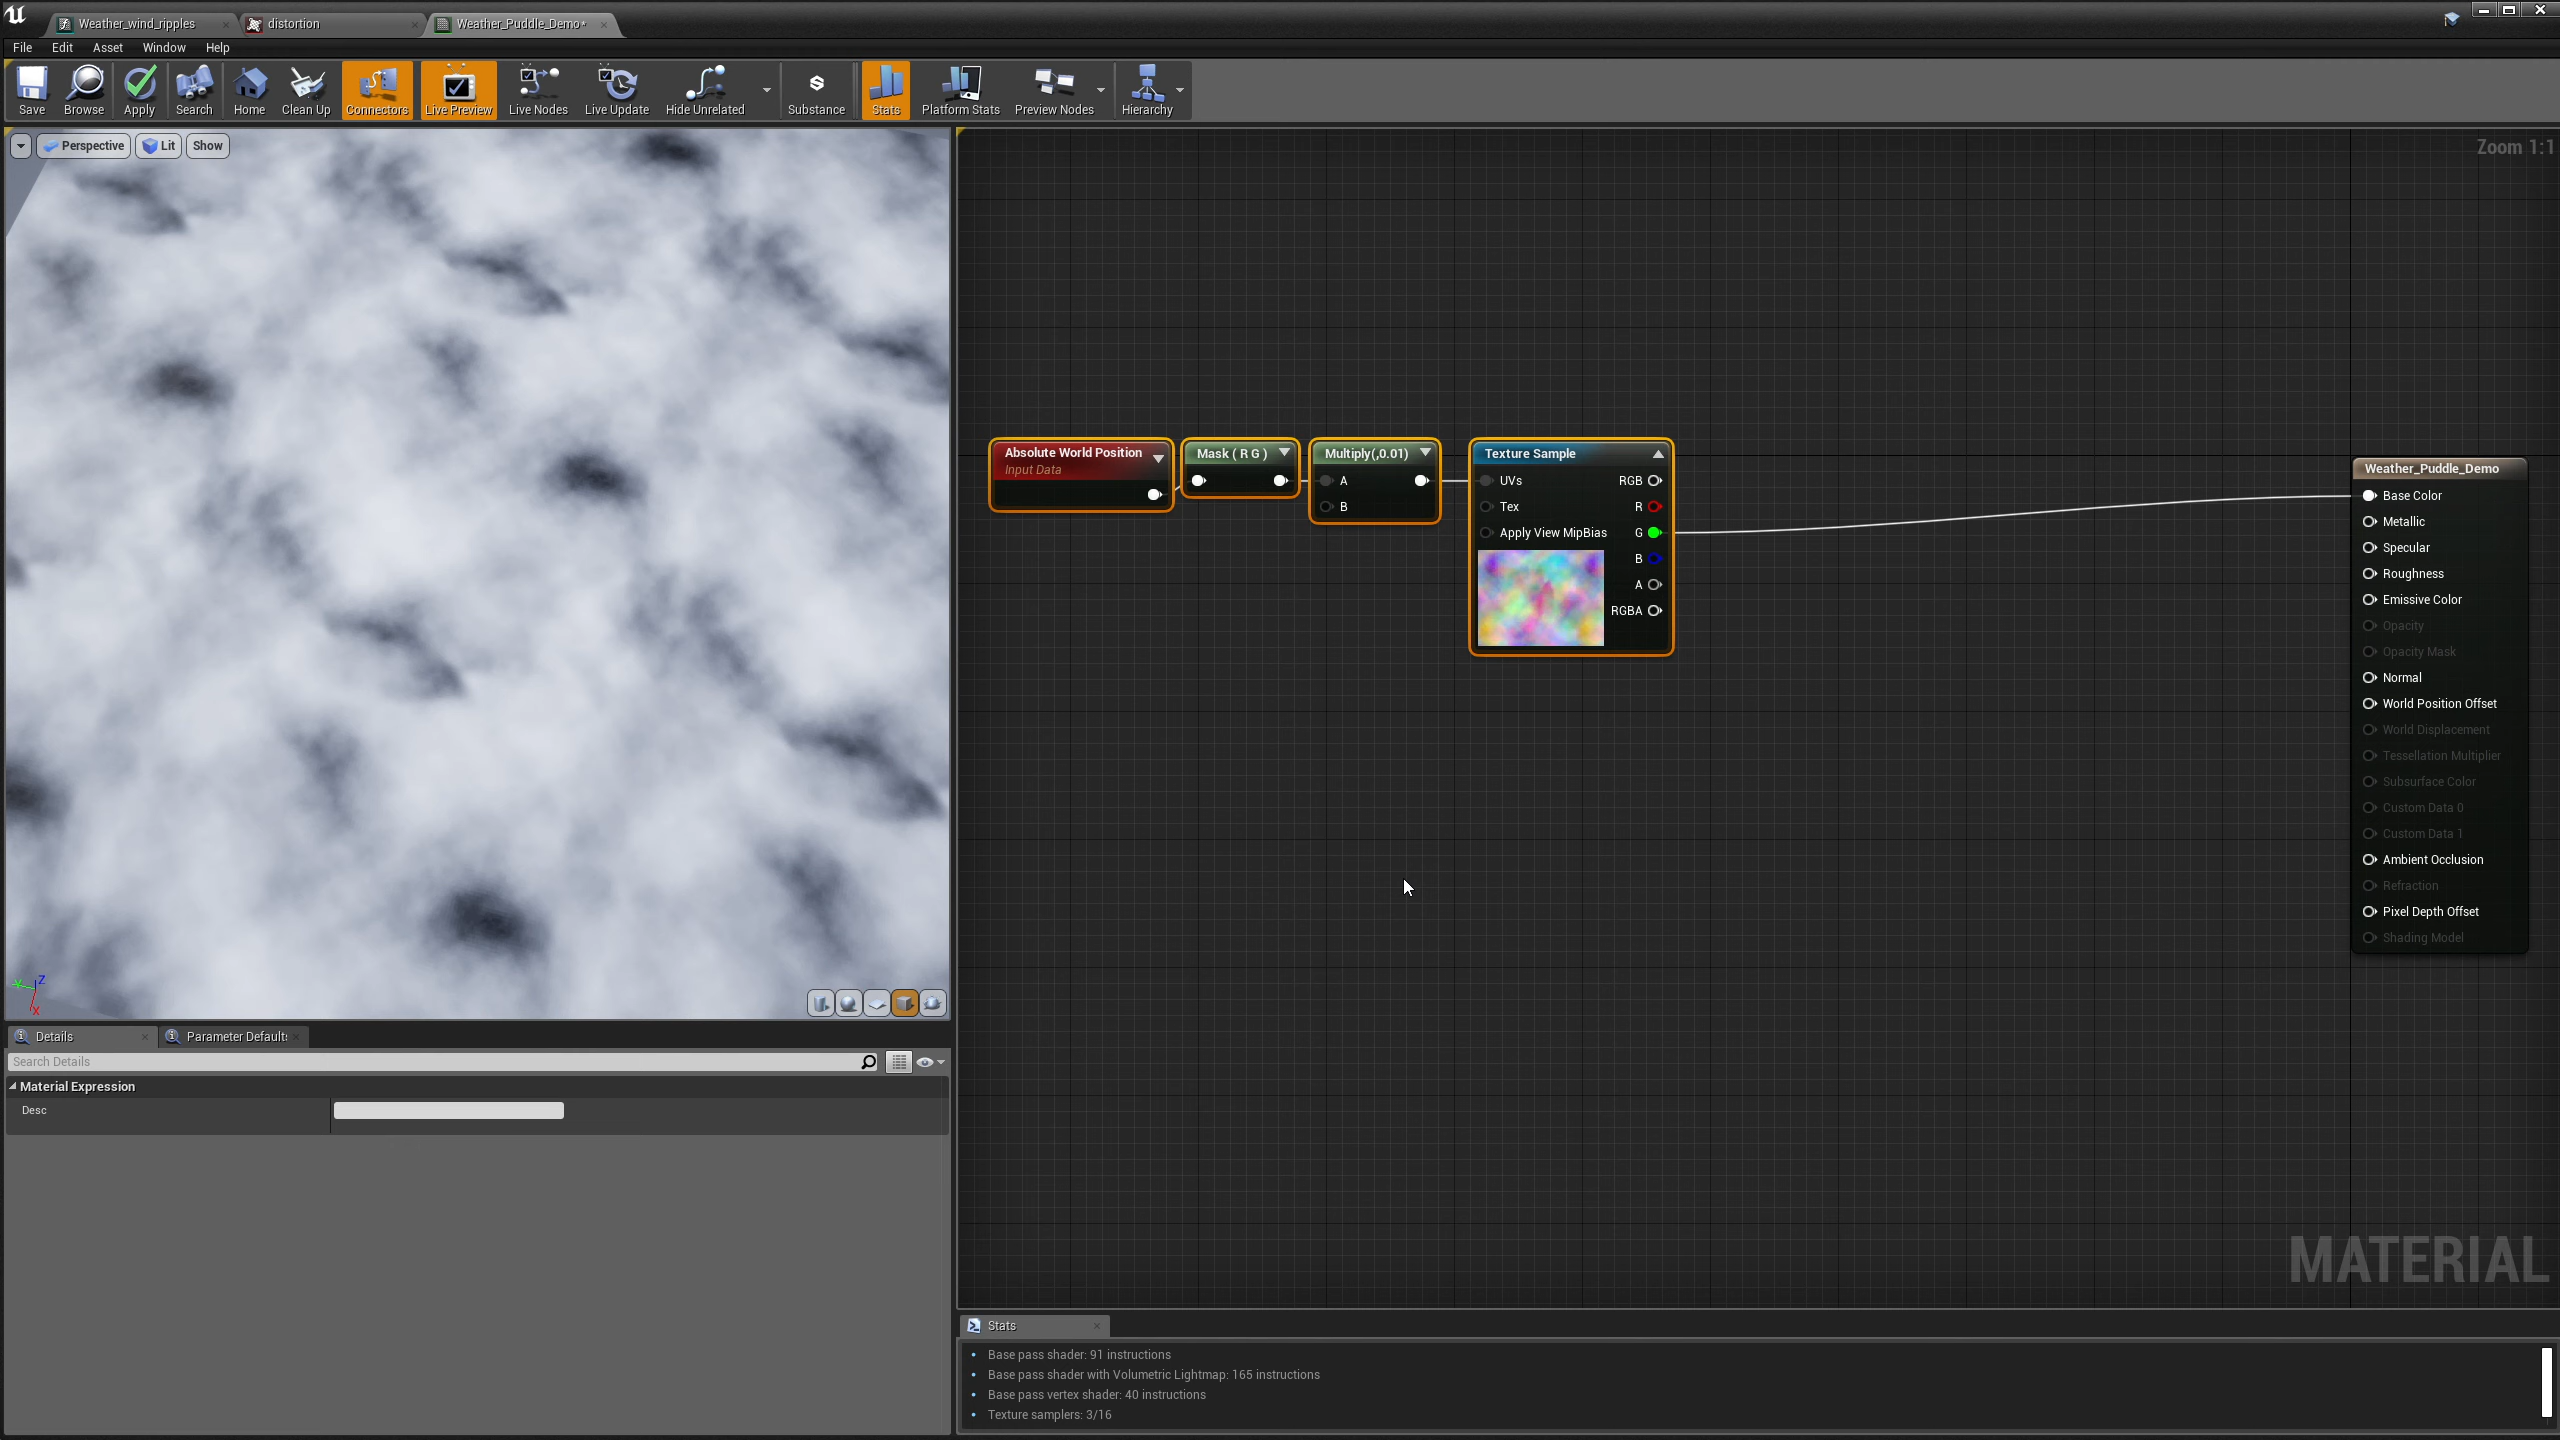 Weather_wind_ripples
distortion
Weather_Puddle_Demo*
File Edit Asset Window Help
Save Browse Apply Search Home Clean Up Connectors Live Preview Live Nodes Live Update Hide Unrelated Substance Stats Platform Stats Preview Nodes Hierarchy
Perspective Lit Show
Zoom 1:1
Absolute World Position
Input Data
Mask ( R G )
Multiply(,0.01)
A
B
Texture Sample
UVs RGB
Tex R
Apply View MipBias G
B
A
RGBA
Weather_Puddle_Demo
Base Color
Metallic
Specular
Roughness
Emissive Color
Opacity
Opacity Mask
Normal
World Position Offset
World Displacement
Tessellation Multiplier
Subsurface Color
Custom Data 0
Custom Data 1
Ambient Occlusion
Refraction
Pixel Depth Offset
Shading Model
Z
Y
X
MATERIAL
Details
Parameter Default
Search Details
Material Expression
Desc
Stats
Base pass shader: 91 instructions
Base pass shader with Volumetric Lightmap: 165 instructions
Base pass vertex shader: 40 instructions
Texture samplers: 3/16